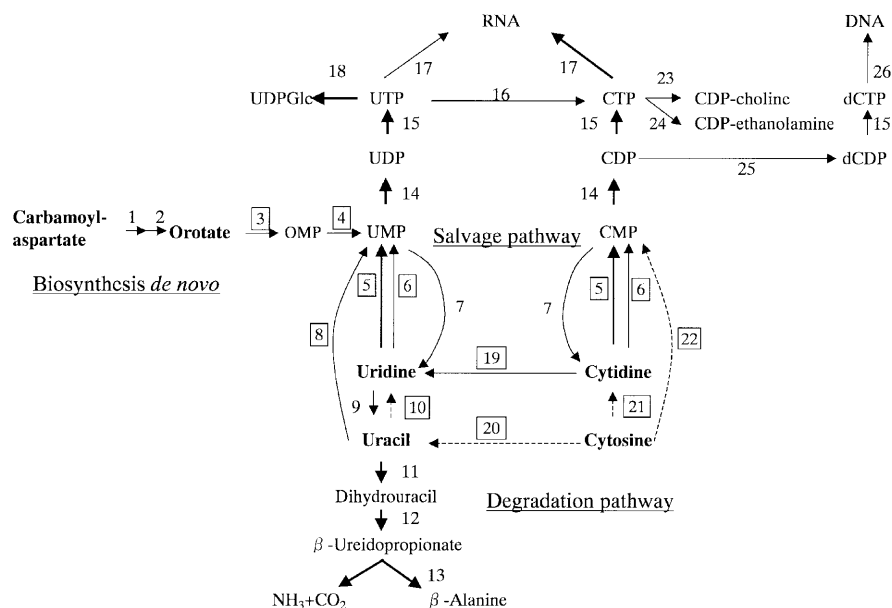 RNA
DNA
18
17
17
23
26
UDPGlc
UTP
16
CTP
CDP-cholinc
dCTP
15
15
24
CDP-ethanolamine
15
UDP
CDP
25
dCDP
14
14
Carbamoyl-
aspartate
1
2
Orotate
3
OMP
4
UMP
Salvage pathway
CMP
Biosynthcsis de novo
5
6
7
7
5
6
8
22
Uridine
19
Cytidine
9
10
21
Uracil
20
Cytosine
11
Dihydrouracil
Degradation pathway
12
β-Ureidopropionate
13
NH₃+CO₂
β-Alanine